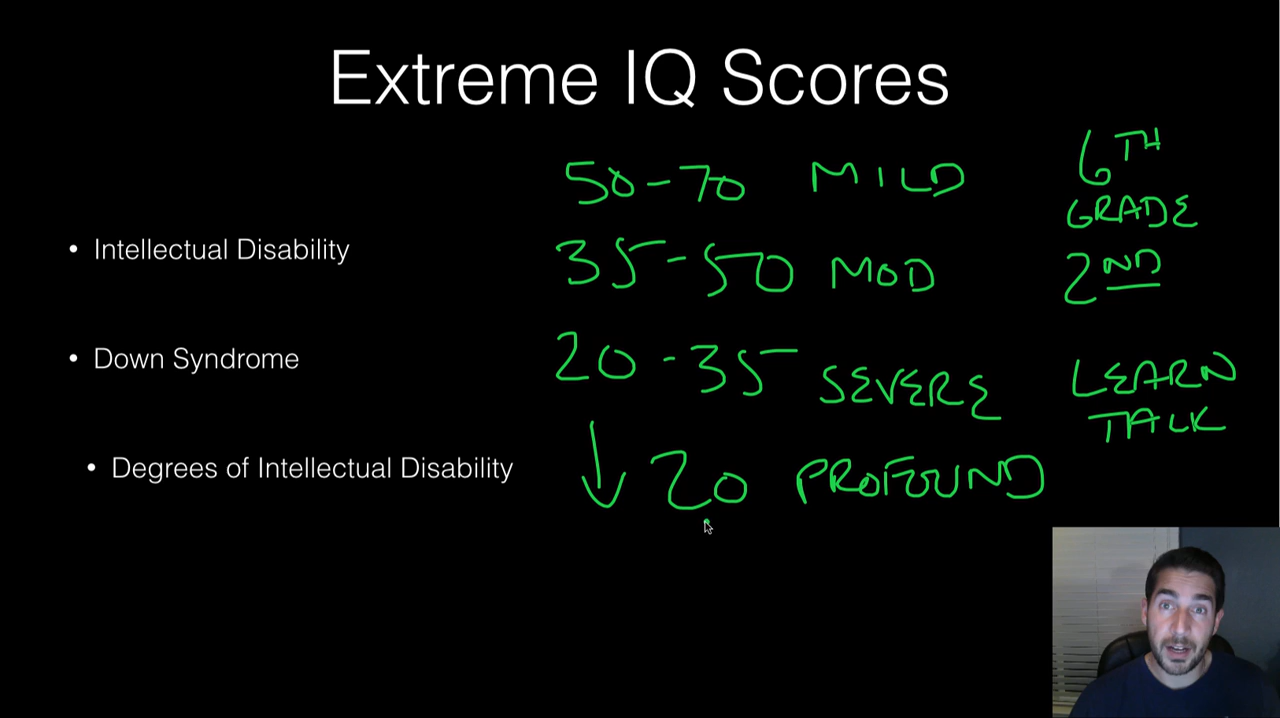 Extreme IQ Scores
50-70 MILD 6TH
GRADE
• Intellectual Disability
35-50 MOD 2ND
• Down Syndrome
20-35 SEVERE LEARN
TALK
• Degrees of Intellectual Disability
↓ 20 PROFOUND